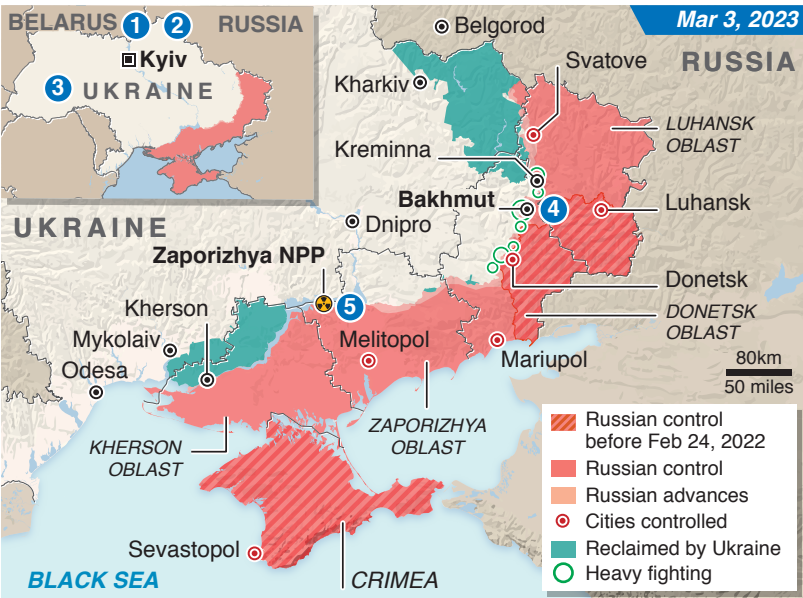 BELARUS
1
2
RUSSIA
Kyiv
3
UKRAINE
Mar 3, 2023
Belgorod
RUSSIA
Svatove
Kharkiv
LUHANSK
OBLAST
Kreminna
Bakhmut
4
Luhansk
UKRAINE
Dnipro
Zaporizhya NPP
Donetsk
Kherson
5
DONETSK
OBLAST
Mykolaiv
Melitopol
Mariupol
Odesa
80km
50 miles
KHERSON
OBLAST
ZAPORIZHYA
OBLAST
Russian control
before Feb 24, 2022
Russian control
Russian advances
Cities controlled
Reclaimed by Ukraine
Heavy fighting
Sevastopol
BLACK SEA
CRIMEA